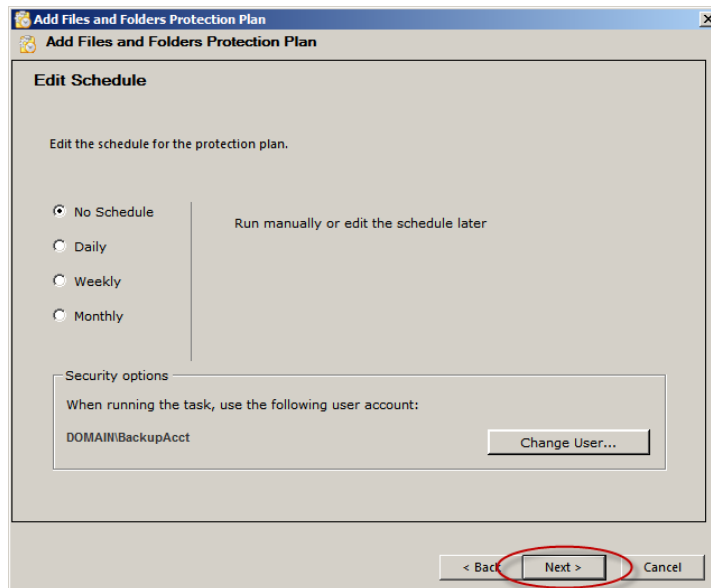 Add Files and Folders Protection Plan
Add Files and Folders Protection Plan
Edit Schedule
Edit the schedule for the protection plan.
No Schedule
Run manually or edit the schedule later
Daily
Weekly
Monthly
Security options
When running the task, use the following user account:
DOMAIN\BackupAcct
Change User...
< Back
Next >
Cancel